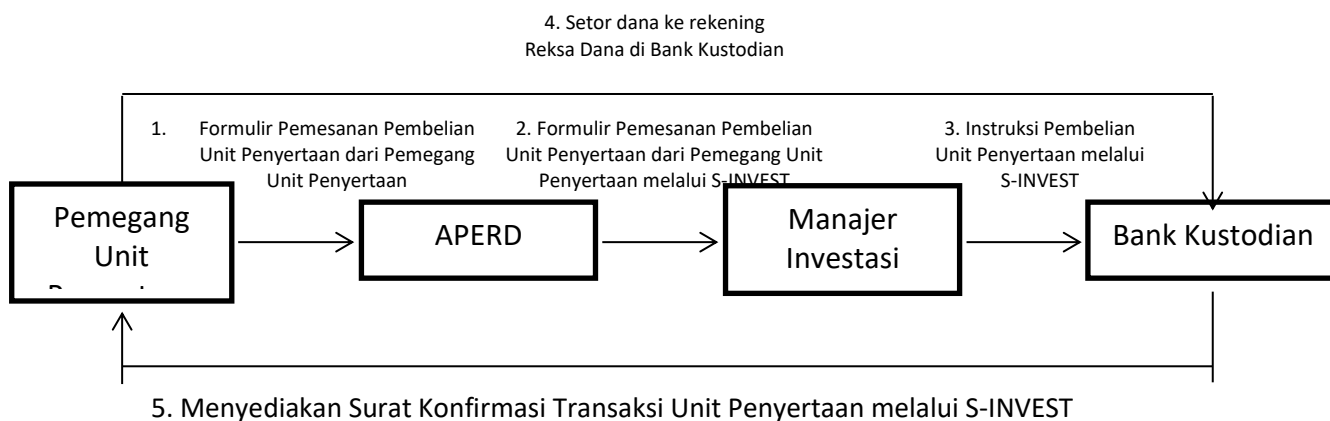 4. Setor dana ke rekening
Reksa Dana di Bank Kustodian
1. Formulir Pemesanan Pembelian
Unit Penyertaan dari Pemegang
Unit Penyertaan
2. Formulir Pemesanan Pembelian
Unit Penyertaan dari Pemegang Unit
Penyertaan melalui S-INVEST
3. Instruksi Pembelian
Unit Penyertaan melalui
S-INVEST
Pemegang
Unit
APERD
Manajer
Investasi
Bank Kustodian
5. Menyediakan Surat Konfirmasi Transaksi Unit Penyertaan melalui S-INVEST